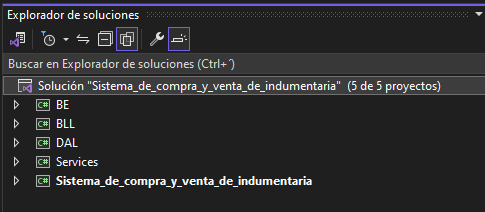 Explorador de soluciones
Buscar en Explorador de soluciones (Ctrl+´)
Solución "Sistema_de_compra_y_venta_de_indumentaria" (5 de 5 proyectos)
C# BE
C# BLL
C# DAL
C# Services
C# Sistema_de_compra_y_venta_de_indumentaria